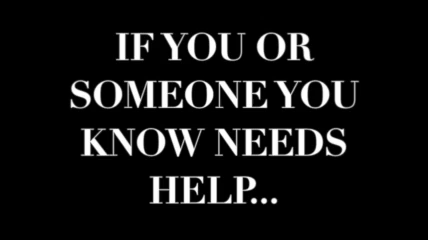 IF YOU OR
SOMEONE YOU
KNOW NEEDS
HELP...